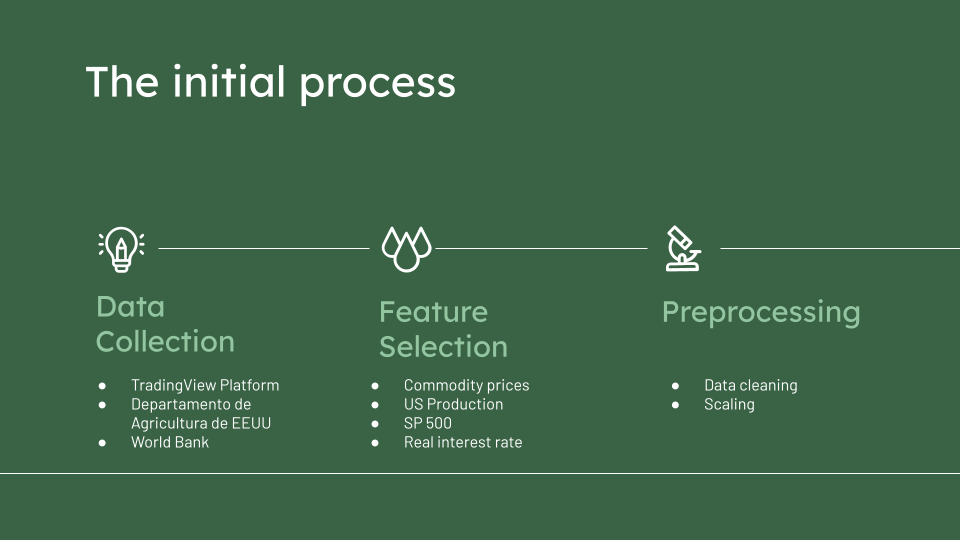 The initial process
Data
Collection
● TradingView Platform
● Departamento de
Agricultura de EEUU
● World Bank
Feature
Selection
● Commodity prices
● US Production
● SP 500
● Real interest rate
Preprocessing
● Data cleaning
● Scaling